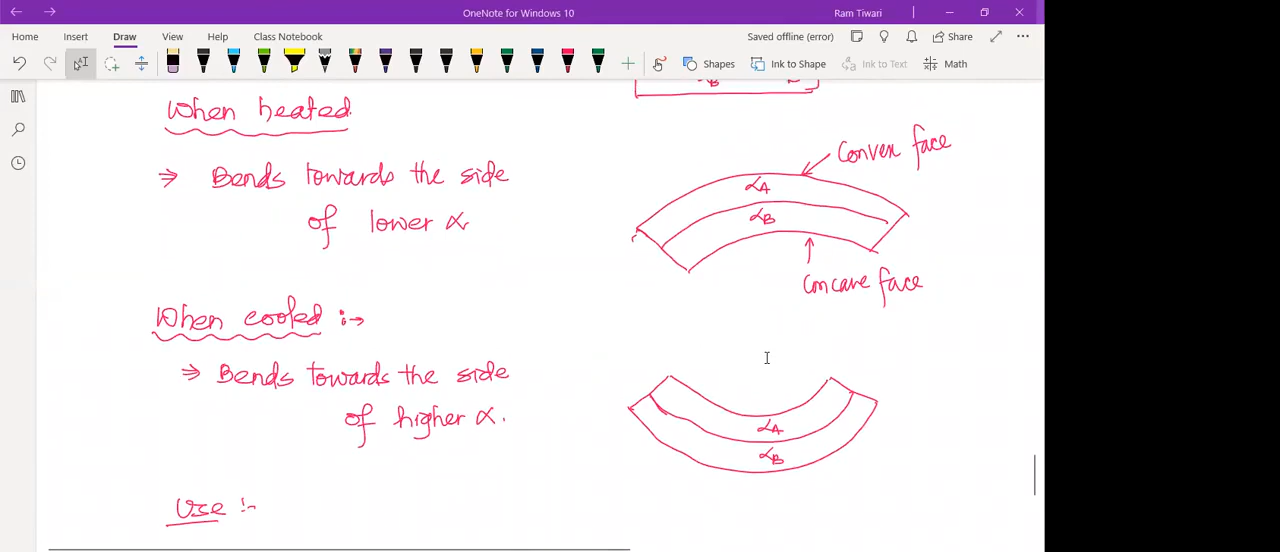 OneNote for Windows 10
Ram Tiwari
Home Insert Draw View Help Class Notebook
Saved offline (error)
Share
Shapes
Ink to Shape
Ink to Text
Math
When heated
⇒ Bends towards the side
of lower α
Convex face
αA
αB
Concave face
When cooled :→
⇒ Bends towards the side
of higher α.
αA
αB
Use :-